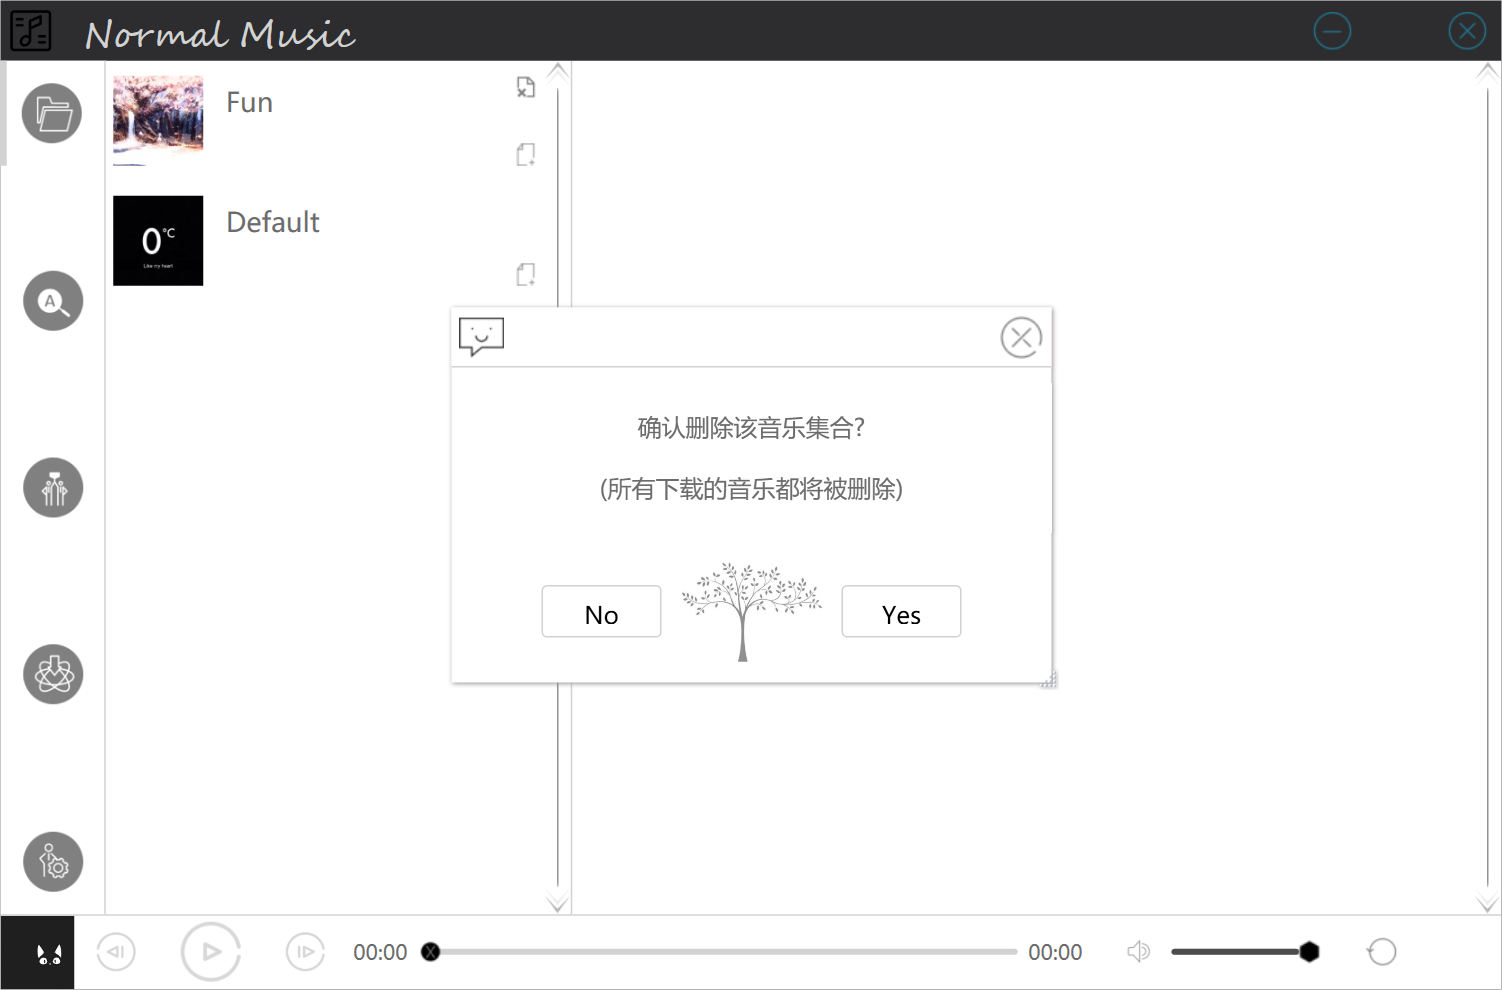 Normal Music
Fun
0°C
Like my heart
Default
A
确认删除该音乐集合?
(所有下载的音乐都将被删除)
No
Yes
00:00
00:00